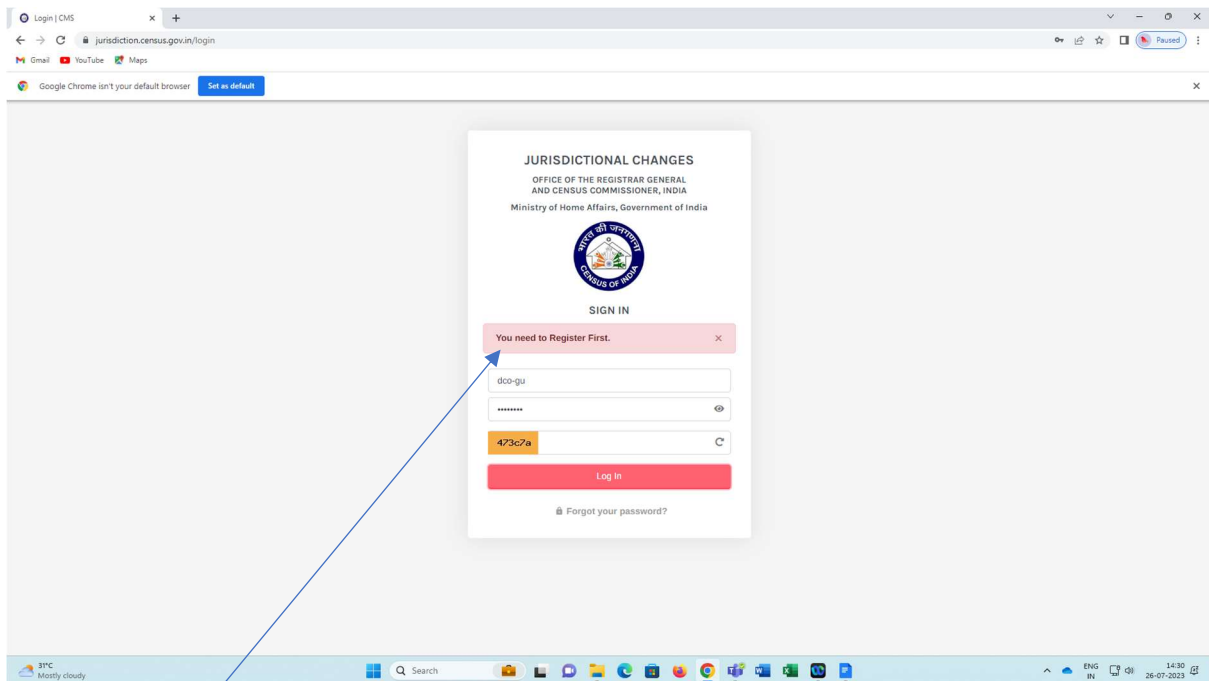 Login | CMS
jurisdiction.census.gov.in/login
Paused
Gmail YouTube Maps
Google Chrome isn't your default browser Set as default
JURISDICTIONAL CHANGES
OFFICE OF THE REGISTRAR GENERAL
AND CENSUS COMMISSIONER, INDIA
Ministry of Home Affairs, Government of India
भारत की जनगणना
CENSUS OF INDIA
SIGN IN
You need to Register First.
dco-gu
473c7a
Log In
Forgot your password?
31°C
Mostly cloudy
Search
ENG
IN
14:30
26-07-2023